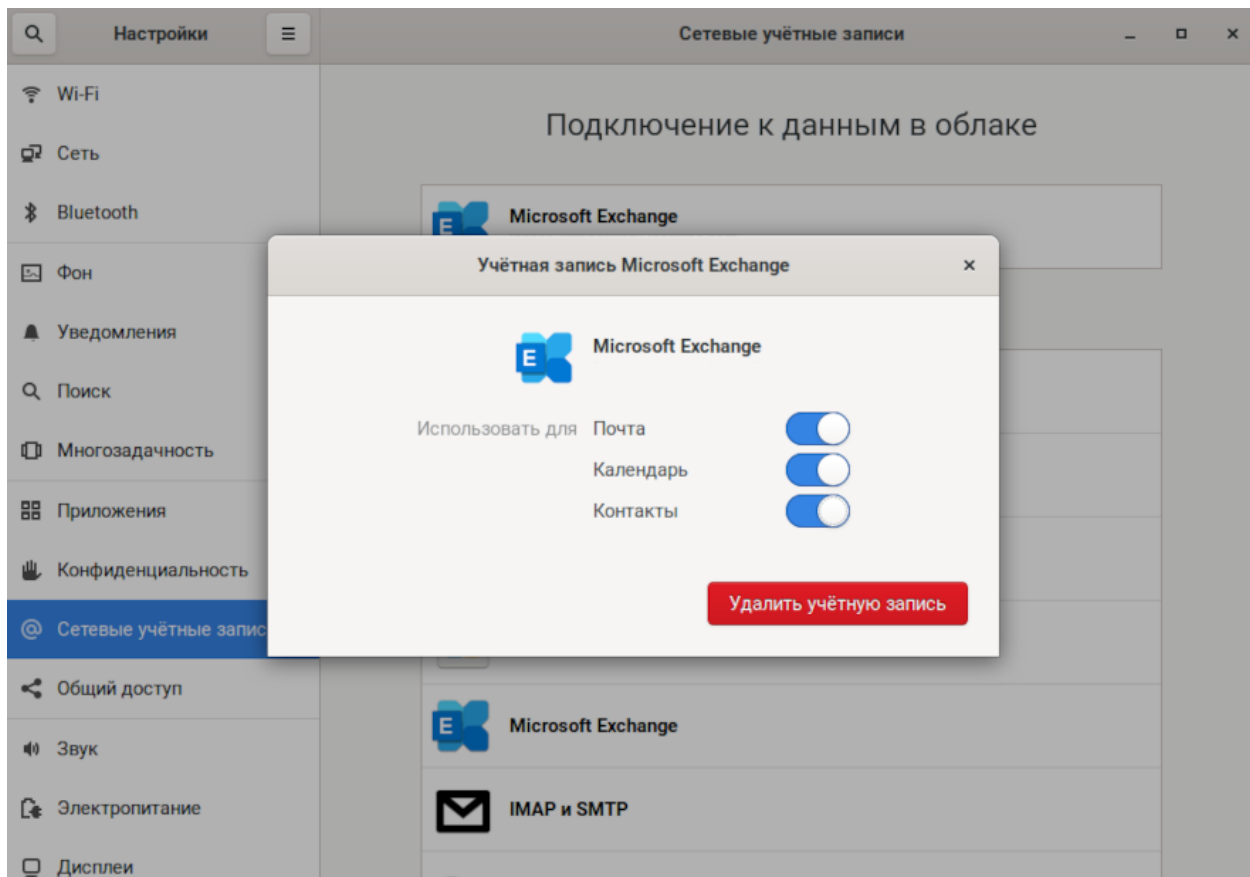 Настройки
Сетевые учётные записи
Wi-Fi
Сеть
Bluetooth
Фон
Уведомления
Поиск
Многозадачность
Приложения
Конфиденциальность
Сетевые учётные запис
Общий доступ
Звук
Электропитание
Дисплеи
Подключение к данным в облаке
E Microsoft Exchange
Учётная запись Microsoft Exchange
E Microsoft Exchange
Использовать для Почта
Календарь
Контакты
Удалить учётную запись
E Microsoft Exchange
IMAP и SMTP